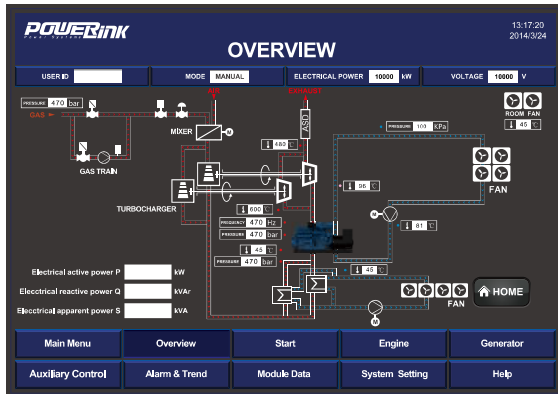 POWERinK
Power Systems
13:17:20
2014/3/24
OVERVIEW
USER ID
MODE MANUAL
ELECTRICAL POWER 10000 kW
VOLTAGE 10000 V
AIR
EXHAUST
PRESSURE 470 bar
GAS
MIXER
M
ASD
PRESSURE 100 KPa
ROOM FAN
45 ℃
GAS TRAIN
480 ℃
FAN
96 ℃
TURBOCHARGER
600 ℃
FREQUENCY 470 Hz
PRESSURE 470 bar
M
81 ℃
45 ℃
PRESSURE 470 bar
45 ℃
Electrical active power P kW
Elecctrical reactive power Q kVAr
Elecctrical apparent power S kVA
Σ
Σ
FAN
HOME
M
Main Menu
Overview
Start
Engine
Generator
Auxiliary Control
Alarm & Trend
Module Data
System Setting
Help